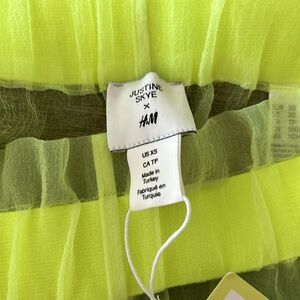 JUSTINE
SKYE
×
H&M
US XS
CA TP
Made in
Turkey
Fabriqué en
Turquie